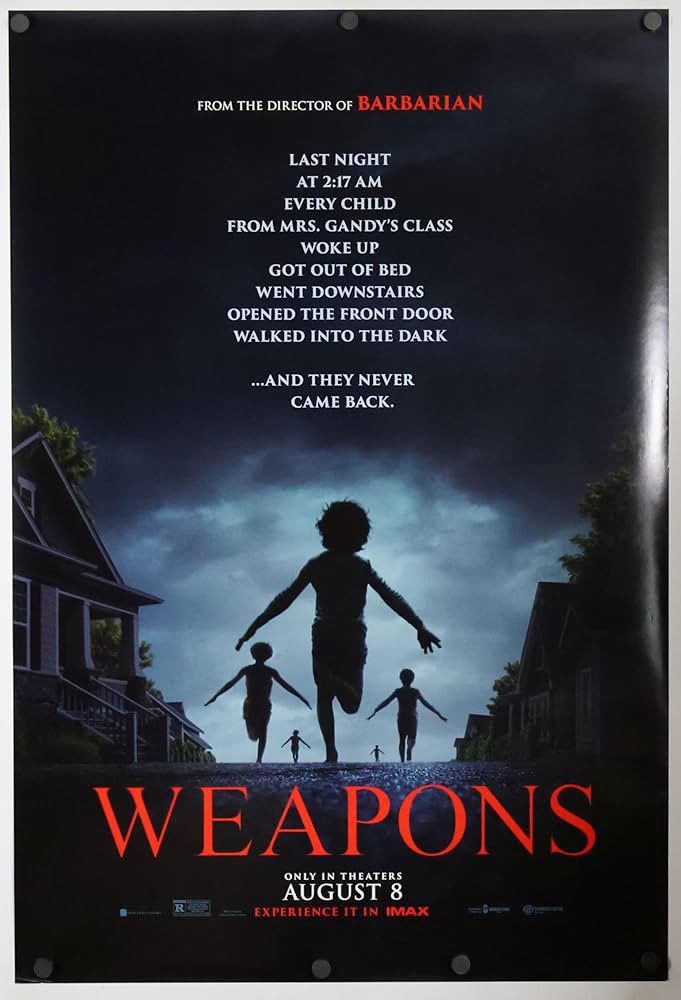 FROM THE DIRECTOR OF BARBARIAN
LAST NIGHT
AT 2:17 AM
EVERY CHILD
FROM MRS. GANDY'S CLASS
WOKE UP
GOT OUT OF BED
WENT DOWNSTAIRS
OPENED THE FRONT DOOR
WALKED INTO THE DARK
...AND THEY NEVER
CAME BACK.
WEAPONS
ONLY IN THEATERS
AUGUST 8
R
EXPERIENCE IT IN IMAX